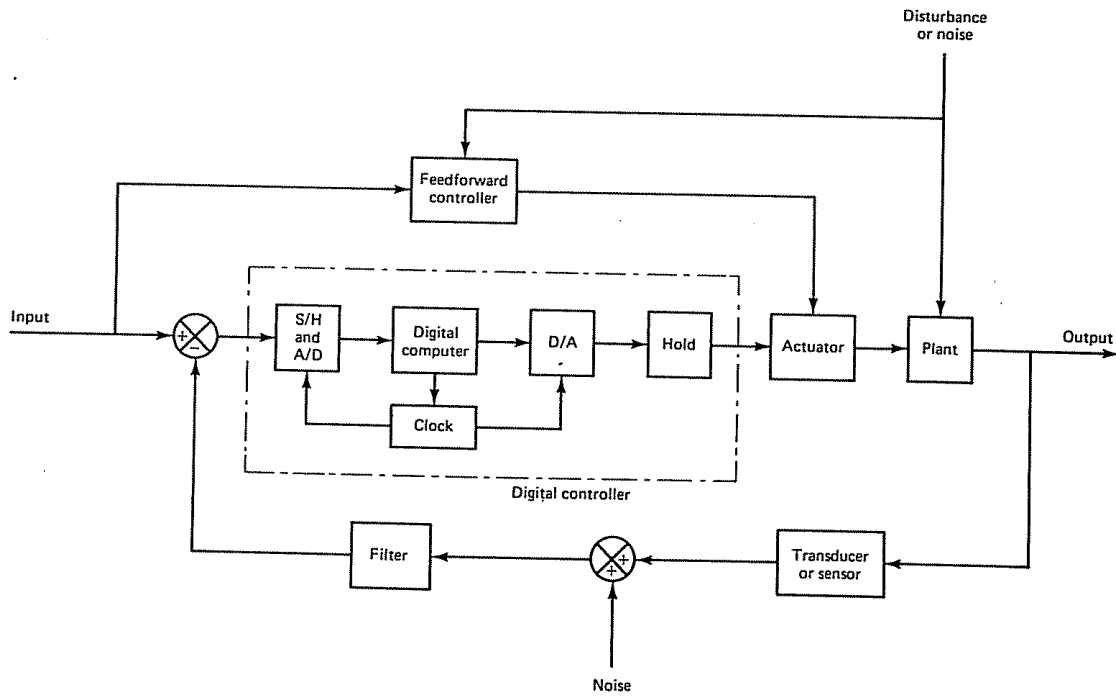 Disturbance
or noise
Feedforward
controller
Input
+
−
S/H
and
A/D
Digital
computer
D/A
Hold
Actuator
Plant
Output
Clock
Digital controller
Filter
+
+
Transducer
or sensor
Noise